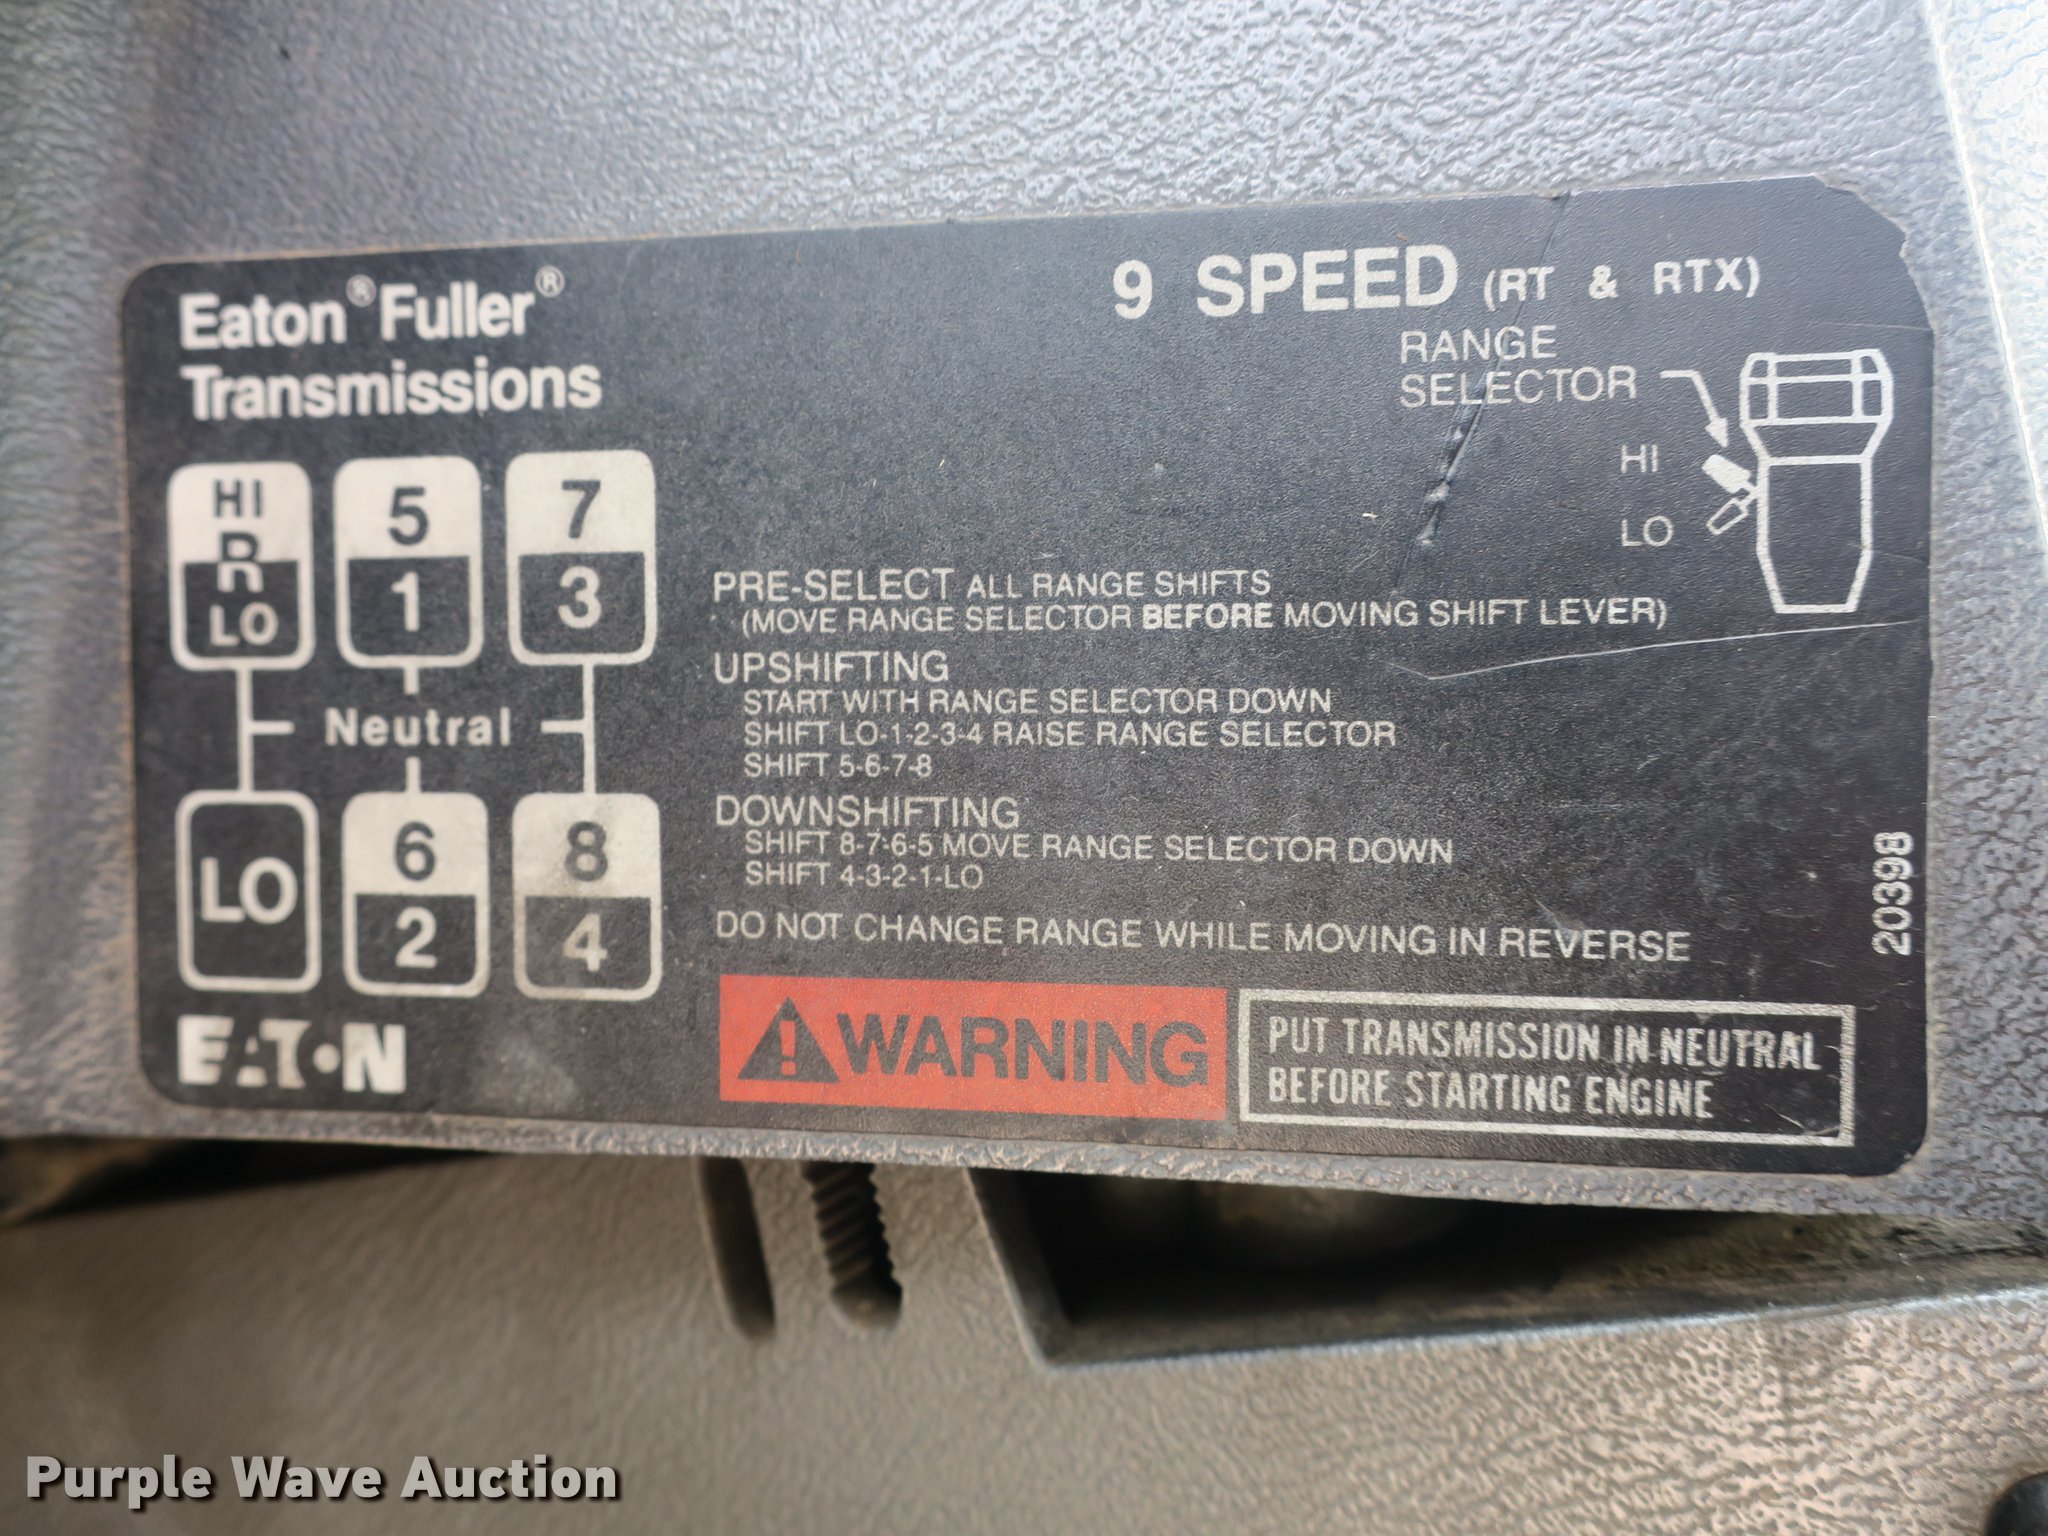 Eaton® Fuller®
Transmissions
9 SPEED (RT & RTX)
RANGE
SELECTOR
HI
LO
HI
R
LO
5
1
7
3
Neutral
LO
6
2
8
4
PRE-SELECT ALL RANGE SHIFTS
(MOVE RANGE SELECTOR BEFORE MOVING SHIFT LEVER)
UPSHIFTING
START WITH RANGE SELECTOR DOWN
SHIFT LO-1-2-3-4 RAISE RANGE SELECTOR
SHIFT 5-6-7-8
DOWNSHIFTING
SHIFT 8-7-6-5 MOVE RANGE SELECTOR DOWN
SHIFT 4-3-2-1-LO
DO NOT CHANGE RANGE WHILE MOVING IN REVERSE
20398
EATON
WARNING
PUT TRANSMISSION IN NEUTRAL
BEFORE STARTING ENGINE
Purple Wave Auction